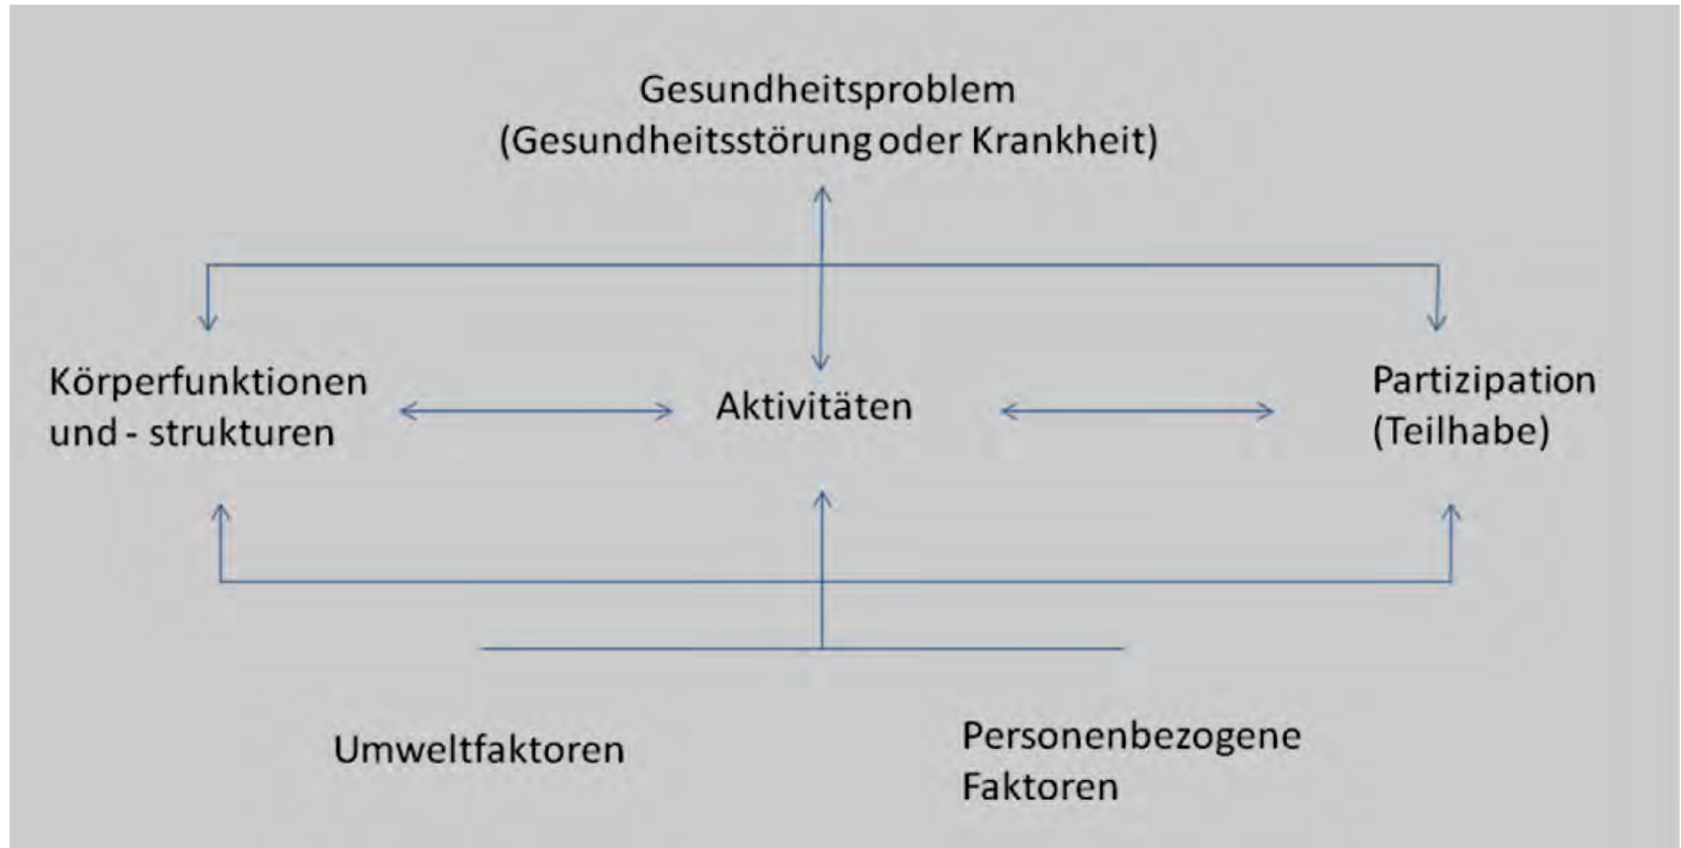 Gesundheitsproblem
(Gesundheitsstörung oder Krankheit)
Körperfunktionen
und - strukturen
Aktivitäten
Partizipation
(Teilhabe)
Umweltfaktoren
Personenbezogene
Faktoren